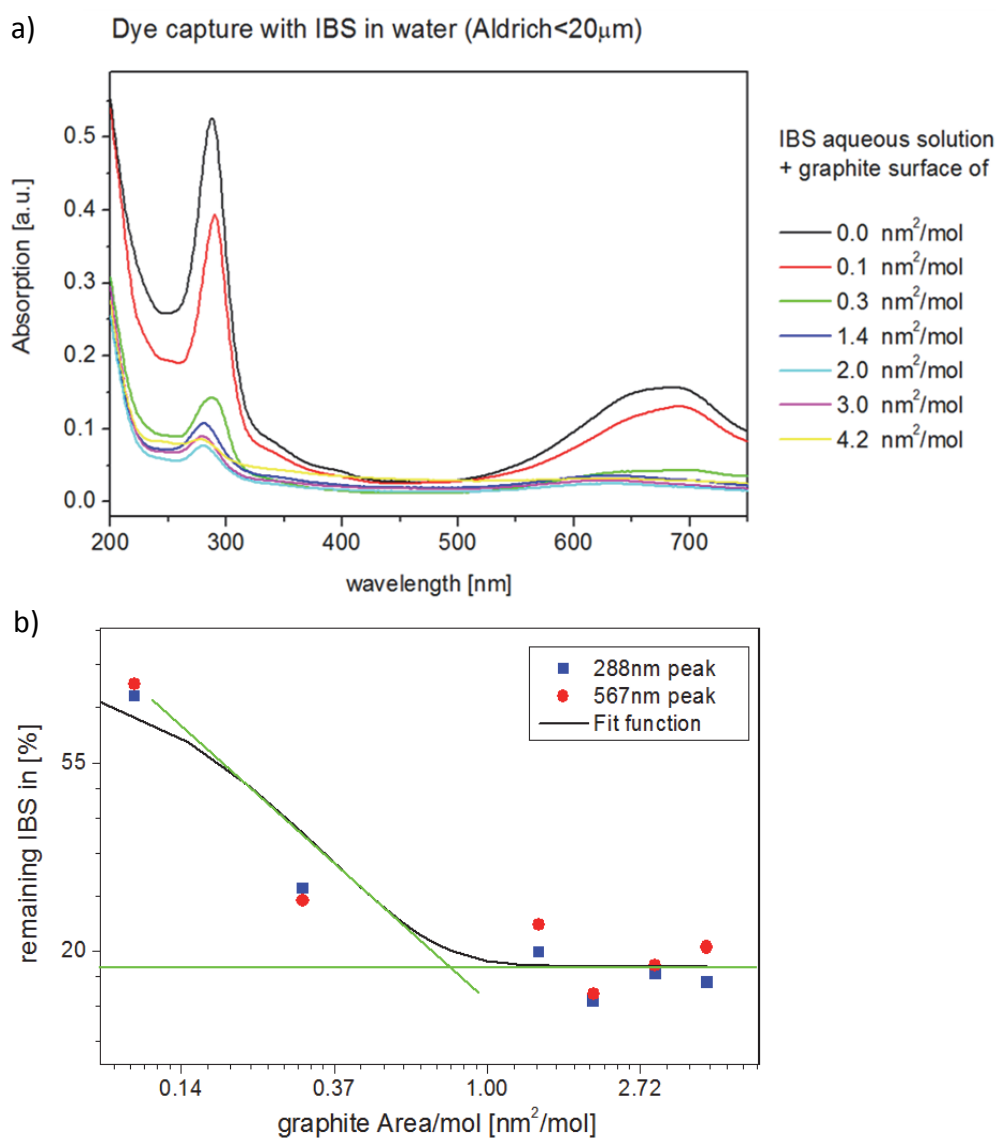 a)
Dye capture with IBS in water (Aldrich<20μm)
IBS aqueous solution
+ graphite surface of
0.0 nm²/mol
0.1 nm²/mol
0.3 nm²/mol
1.4 nm²/mol
2.0 nm²/mol
3.0 nm²/mol
4.2 nm²/mol
Absorption [a.u.]
0.5
0.4
0.3
0.2
0.1
0.0
200
300
400
500
600
700
wavelength [nm]
b)
288nm peak
567nm peak
Fit function
remaining IBS in [%]
55
20
0.14
0.37
1.00
2.72
graphite Area/mol [nm²/mol]